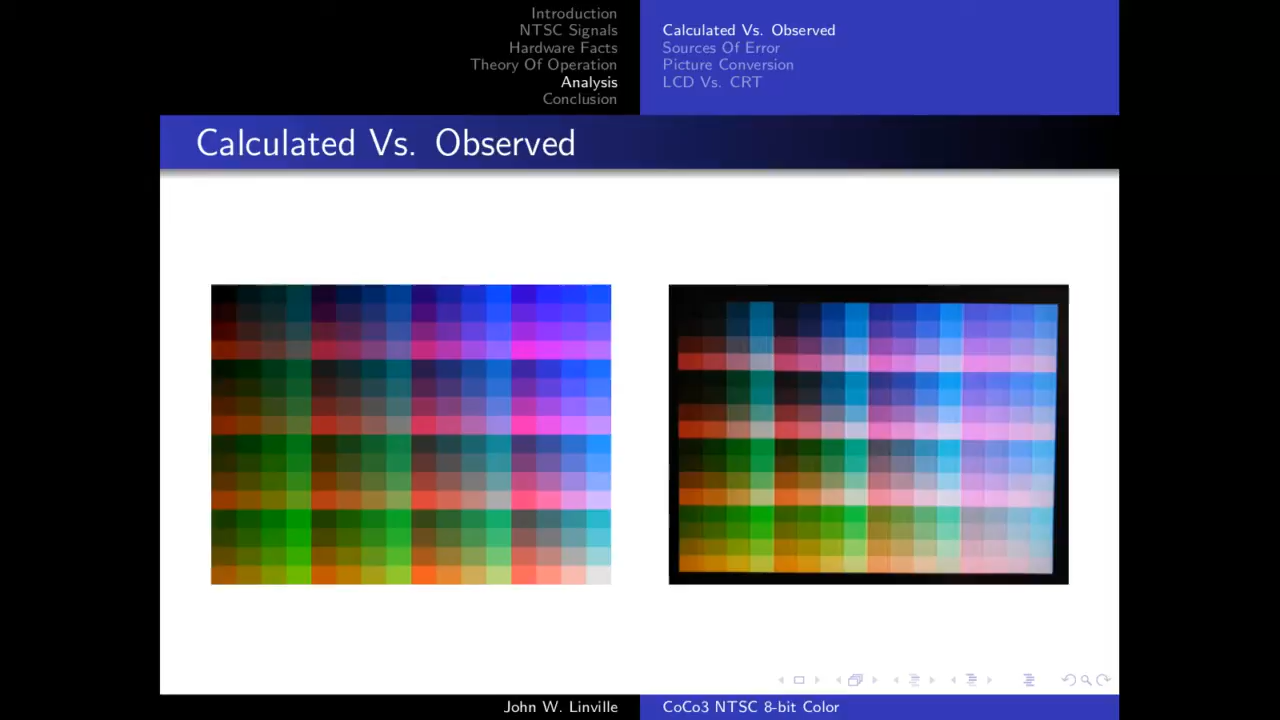 Introduction
NTSC Signals
Hardware Facts
Theory Of Operation
Analysis
Conclusion
Calculated Vs. Observed
Sources Of Error
Picture Conversion
LCD Vs. CRT
Calculated Vs. Observed
John W. Linville
CoCo3 NTSC 8-bit Color